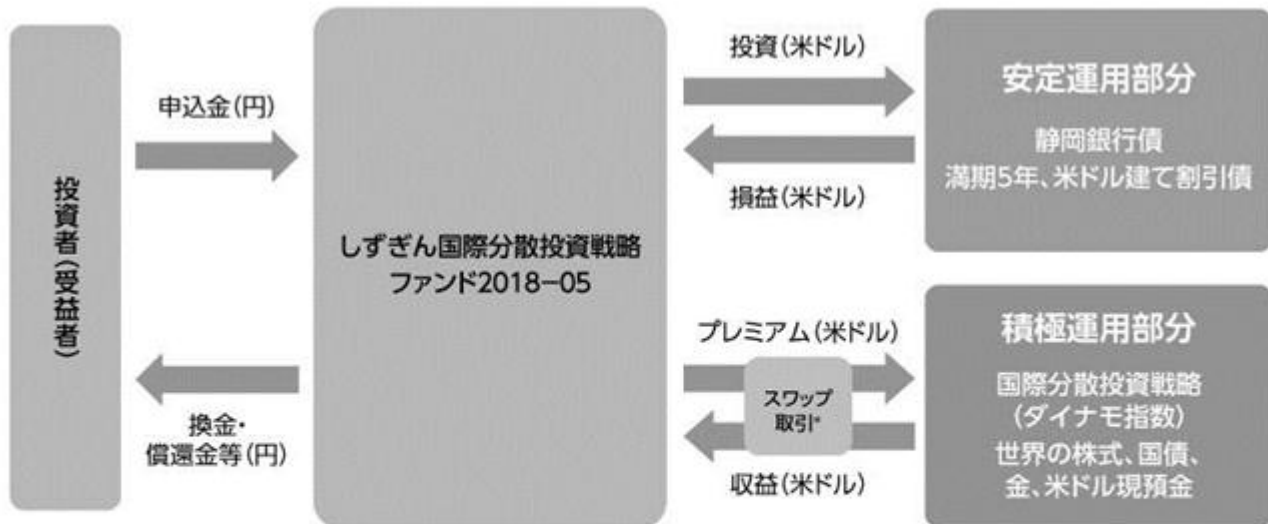 投資者(受益者)
申込金(円)
換金・
償還金等(円)
しずぎん国際分散投資戦略
ファンド2018−05
投資(米ドル)
損益(米ドル)
プレミアム(米ドル)
スワップ
取引*
収益(米ドル)
安定運用部分
静岡銀行債
満期5年、米ドル建て割引債
積極運用部分
国際分散投資戦略
(ダイナモ指数)
世界の株式、国債、
金、米ドル現預金